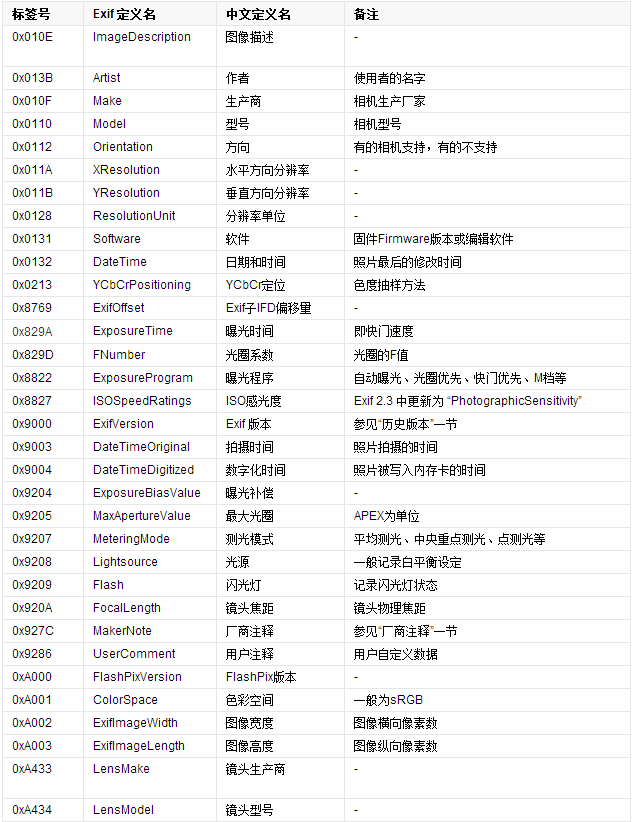 标签号 Exif 定义名 中文定义名 备注
0x010E ImageDescription 图像描述 -
0x013B Artist 作者 使用者的名字
0x010F Make 生产商 相机生产厂家
0x0110 Model 型号 相机型号
0x0112 Orientation 方向 有的相机支持，有的不支持
0x011A XResolution 水平方向分辨率 -
0x011B YResolution 垂直方向分辨率 -
0x0128 ResolutionUnit 分辨率单位 -
0x0131 Software 软件 固件Firmware版本或编辑软件
0x0132 DateTime 日期和时间 照片最后的修改时间
0x0213 YCbCrPositioning YCbCr定位 色度抽样方法
0x8769 ExifOffset Exif子IFD偏移量 -
0x829A ExposureTime 曝光时间 即快门速度
0x829D FNumber 光圈系数 光圈的F值
0x8822 ExposureProgram 曝光程序 自动曝光、光圈优先、快门优先、M档等
0x8827 ISOSpeedRatings ISO感光度 Exif 2.3 中更新为 “PhotographicSensitivity”
0x9000 ExifVersion Exif 版本 参见“历史版本”一节
0x9003 DateTimeOriginal 拍摄时间 照片拍摄的时间
0x9004 DateTimeDigitized 数字化时间 照片被写入内存卡的时间
0x9204 ExposureBiasValue 曝光补偿 -
0x9205 MaxApertureValue 最大光圈 APEX为单位
0x9207 MeteringMode 测光模式 平均测光、中央重点测光、点测光等
0x9208 Lightsource 光源 一般记录白平衡设定
0x9209 Flash 闪光灯 记录闪光灯状态
0x920A FocalLength 镜头焦距 镜头物理焦距
0x927C MakerNote 厂商注释 参见“厂商注释”一节
0x9286 UserComment 用户注释 用户自定义数据
0xA000 FlashPixVersion FlashPix版本 -
0xA001 ColorSpace 色彩空间 一般为sRGB
0xA002 ExifImageWidth 图像宽度 图像横向像素数
0xA003 ExifImageLength 图像高度 图像纵向像素数
0xA433 LensMake 镜头生产商 -
0xA434 LensModel 镜头型号 -